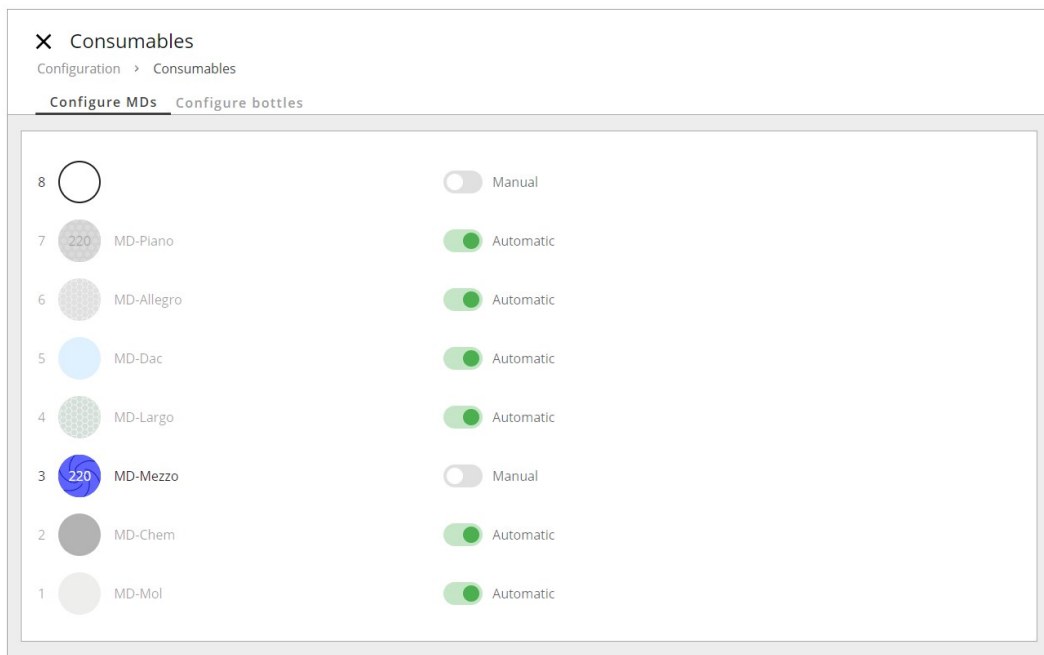 Consumables
Configuration > Consumables
Configure MDs Configure bottles
8 Manual
7 220 MD-Piano Automatic
6 MD-Allegro Automatic
5 MD-Dac Automatic
4 MD-Largo Automatic
3 220 MD-Mezzo Manual
2 MD-Chem Automatic
1 MD-Mol Automatic